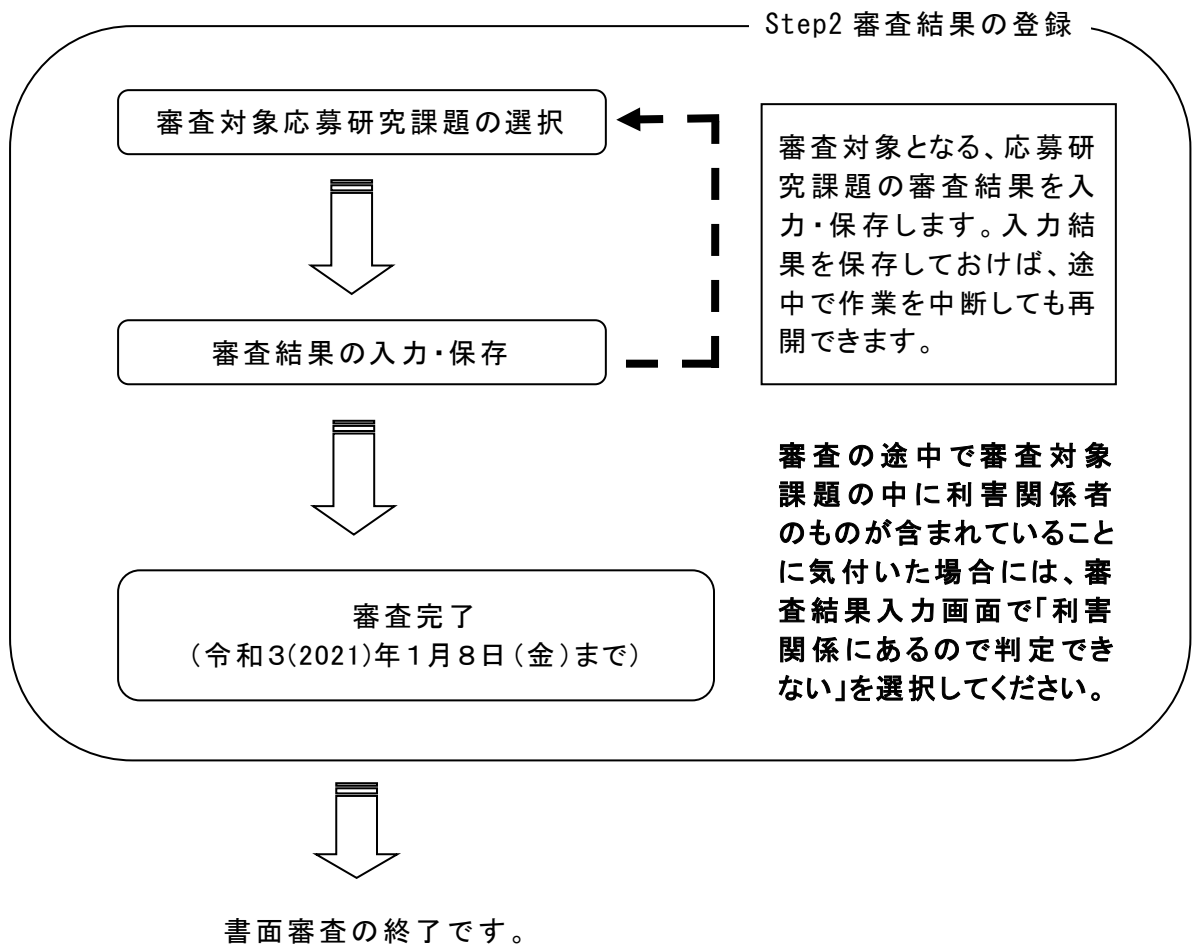 Step2 審査結果の登録
審査対象応募研究課題の選択
審査対象となる、応募研
究課題の審査結果を入
力・保存します。入力結
果を保存しておけば、途
中で作業を中断しても再
開できます。
審査結果の入力・保存
審査の途中で審査対象
課題の中に利害関係者
のものが含まれていること
に気付いた場合には、審
査結果入力画面で「利害
関係にあるので判定でき
ない」を選択してください。
審査完了
(令和3(2021)年1月8日(金)まで)
書面審査の終了です。